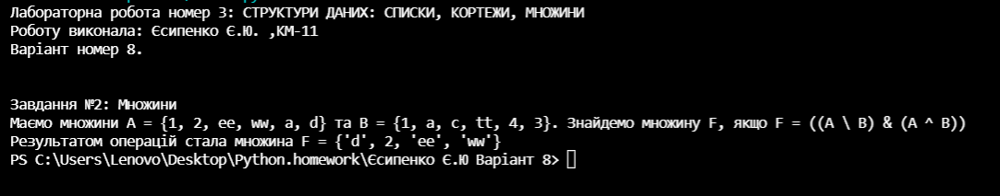 Лабораторна робота номер 3: СТРУКТУРИ ДАНИХ: СПИСКИ, КОРТЕЖИ, МНОЖИНИ
Роботу виконала: Єсипенко Є.Ю. ,КМ-11
Варіант номер 8.
Завдання №2: Множини
Маємо множини A = {1, 2, ee, ww, a, d} та B = {1, a, c, tt, 4, 3}. Знайдемо множину F, якщо F = ((A \ B) & (A ^ B))
Результатом операцій стала множина F = {'d', 2, 'ee', 'ww'}
PS C:\Users\Lenovo\Desktop\Python.homework\Єсипенко Є.Ю Варіант 8>